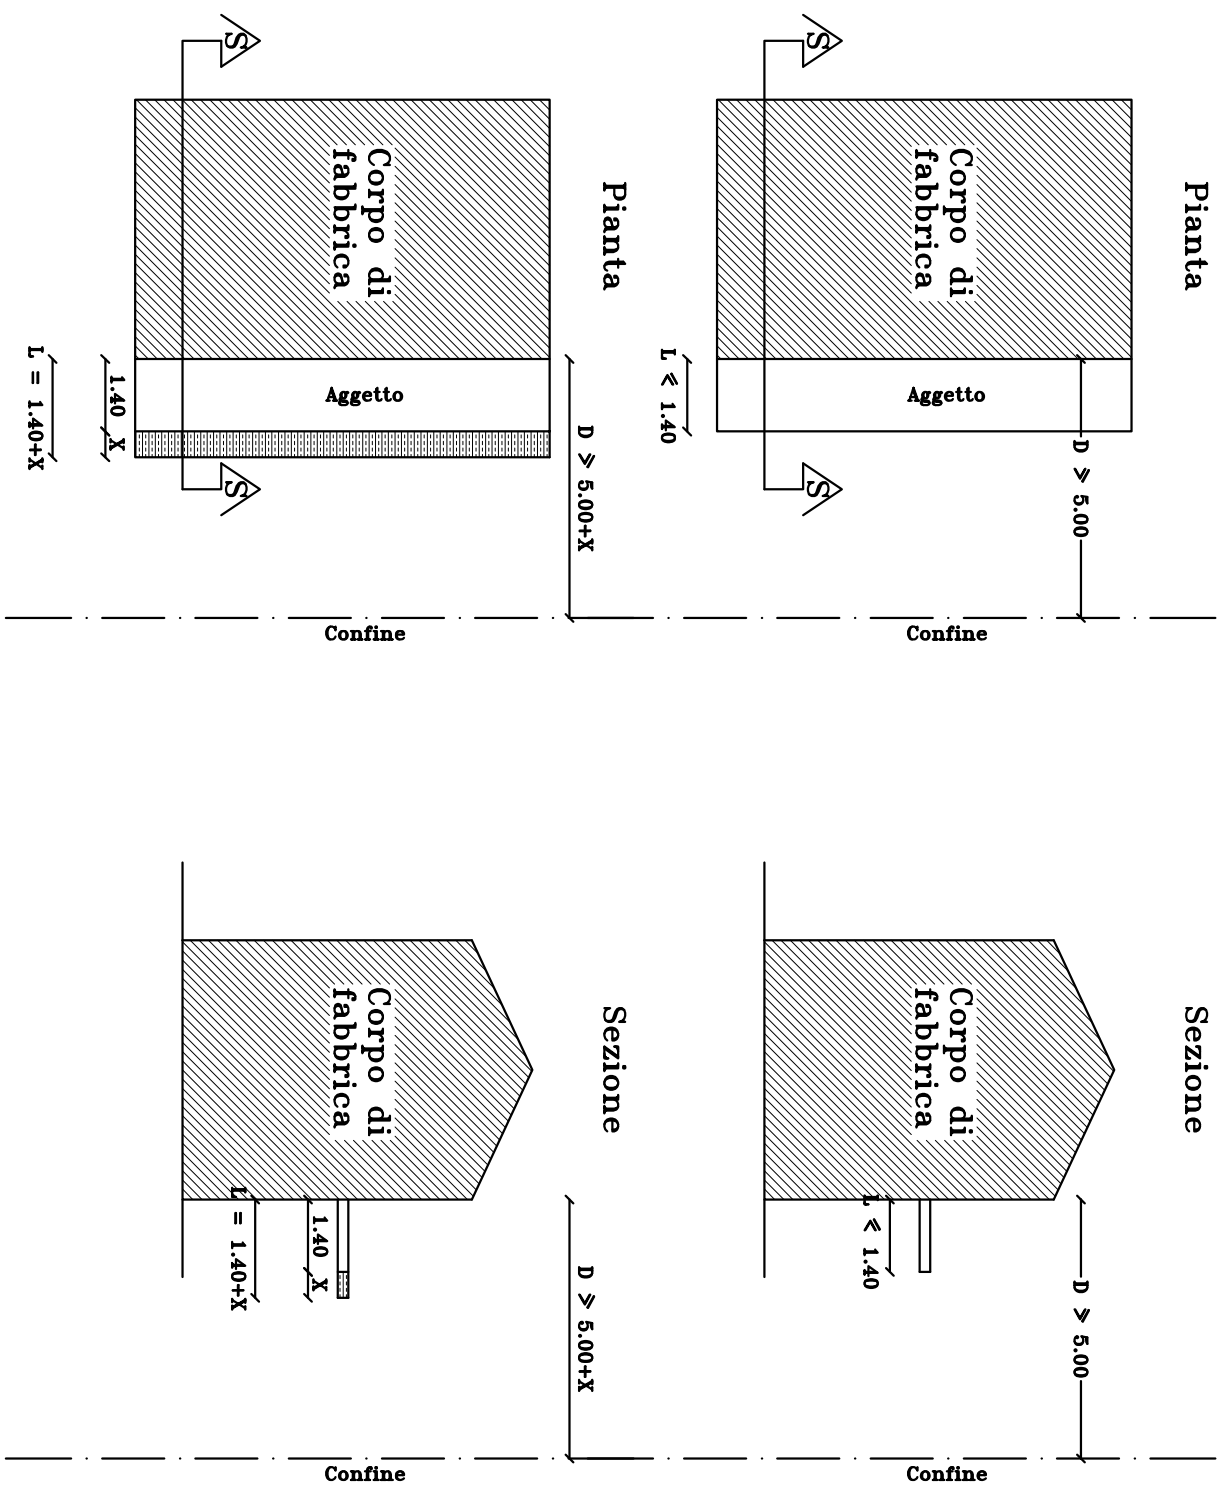 Pianta
D ⩾ 5.00
Corpo di
fabbrica
Aggetto
Confine
S
S
L ⩽ 1.40
Sezione
D ⩾ 5.00
Corpo di
fabbrica
Confine
L ⩽ 1.40
Pianta
D ⩾ 5.00+X
Corpo di
fabbrica
Aggetto
Confine
S
S
1.40 X
L = 1.40+X
Sezione
D ⩾ 5.00+X
Corpo di
fabbrica
Confine
1.40 X
L = 1.40+X